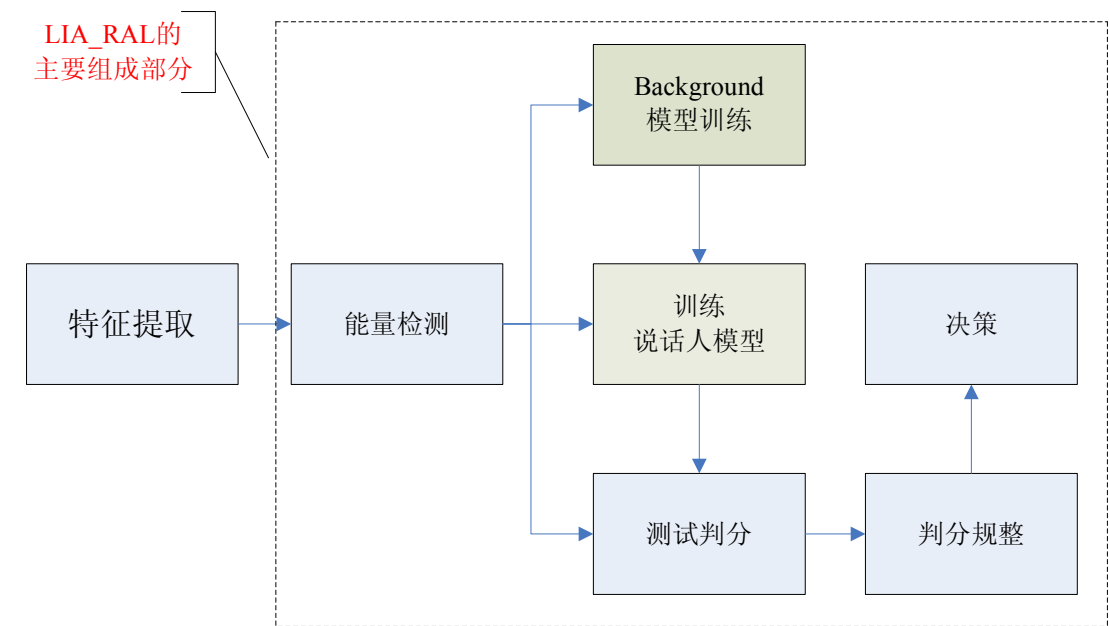 LIA_RAL的
主要组成部分
Background
模型训练
特征提取
能量检测
训练
说话人模型
决策
测试判分
判分规整